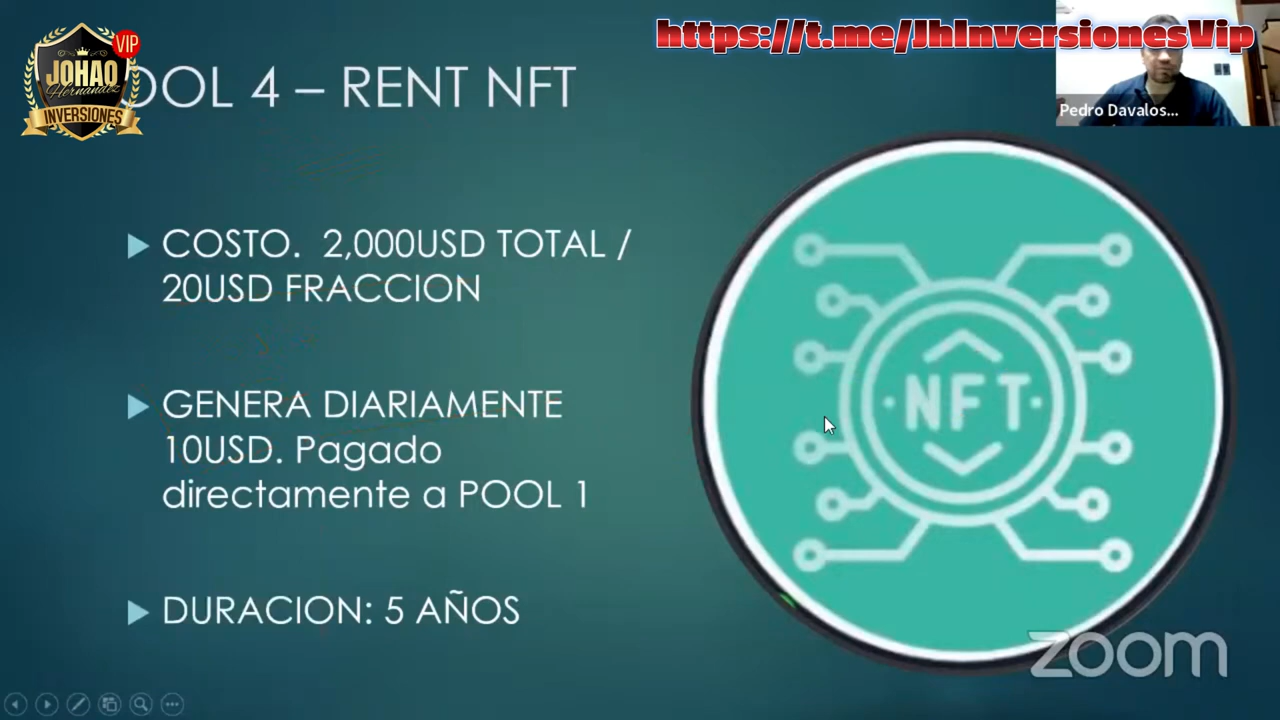 https://t.me/JhInversionesVip
VIP
JOHAO
Hernandez
INVERSIONES
OOL 4 – RENT NFT
Pedro Davalos...
COSTO. 2,000USD TOTAL /
20USD FRACCION
GENERA DIARIAMENTE
10USD. Pagado
directamente a POOL 1
DURACION: 5 AÑOS
NFT
zoom